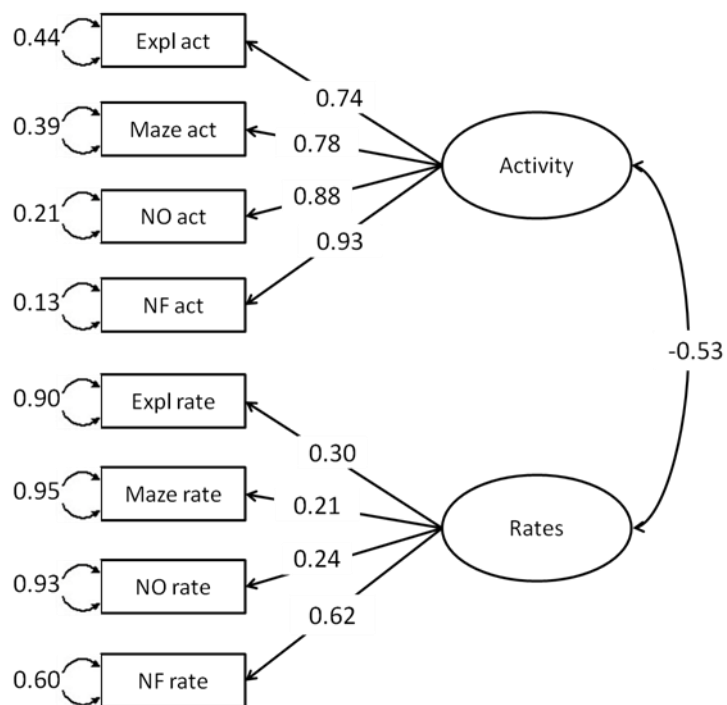 0.44
Expl act
0.74
0.39
Maze act
0.78
Activity
0.21
NO act
0.88
0.13
NF act
0.93
-0.53
0.90
Expl rate
0.30
0.95
Maze rate
0.21
Rates
0.93
NO rate
0.24
0.60
NF rate
0.62